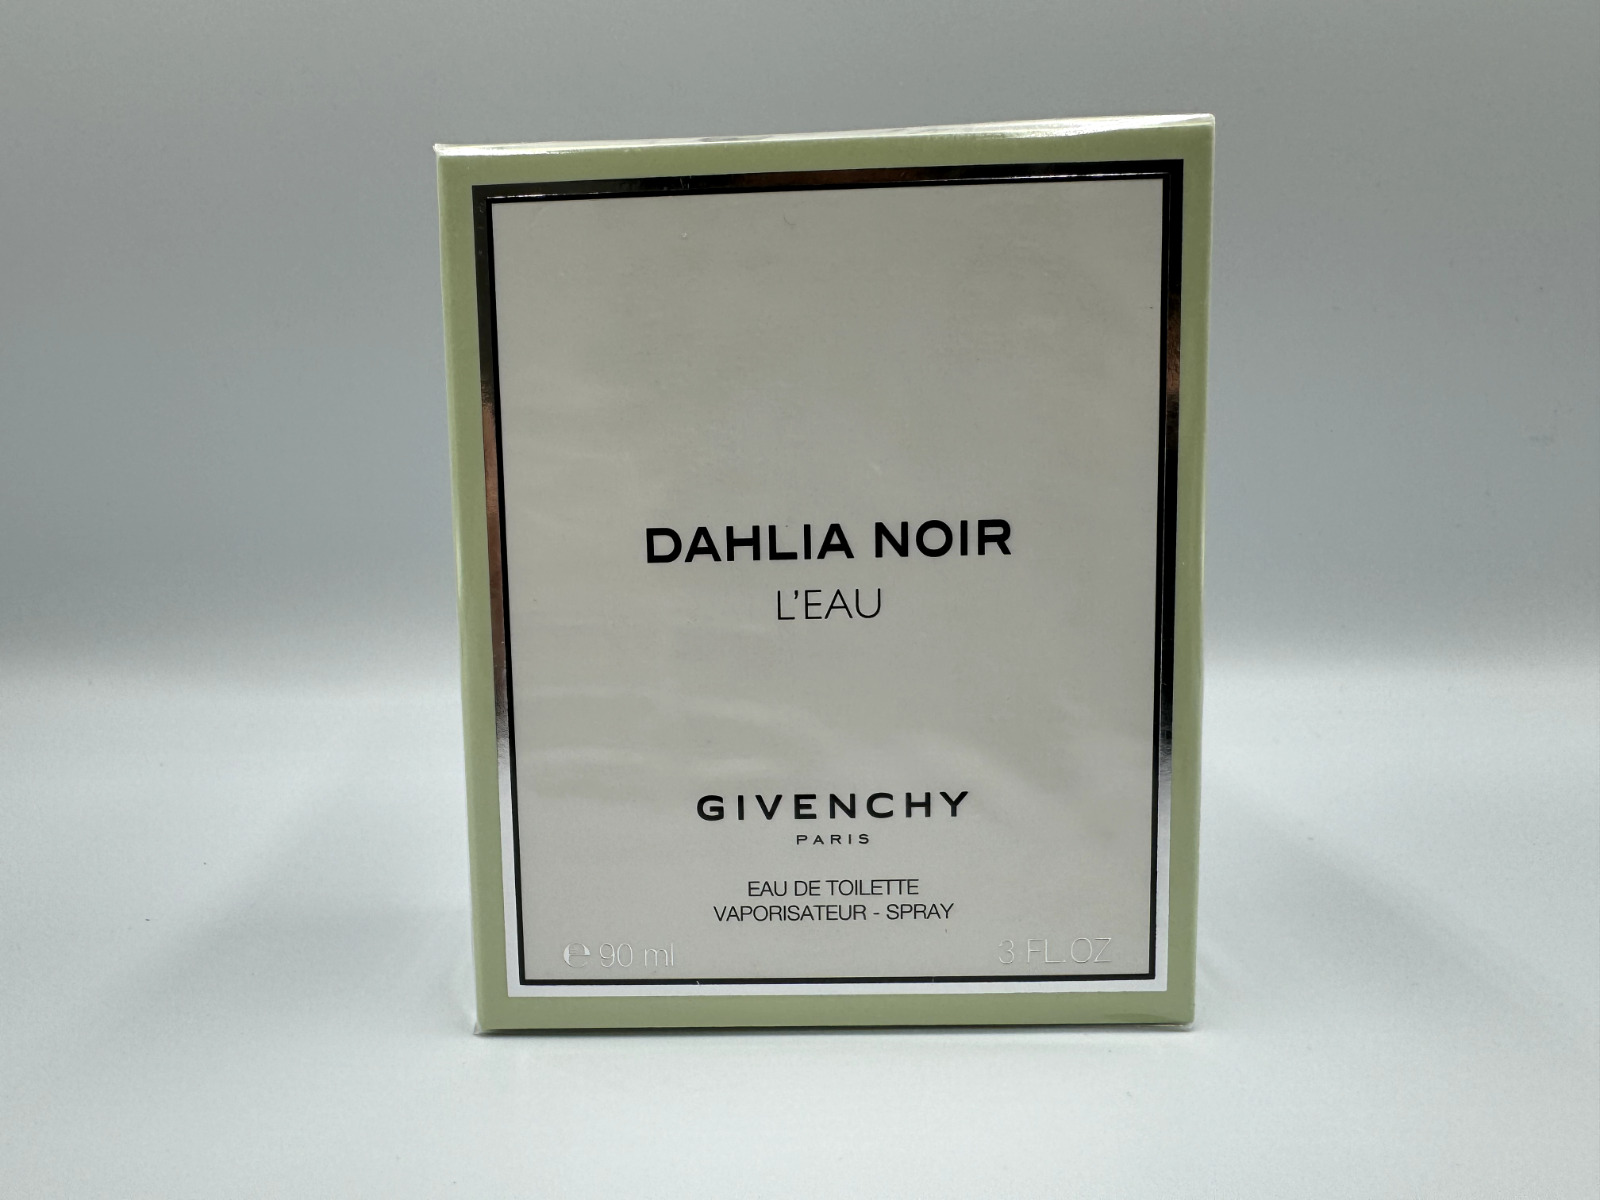 DAHLIA NOIR
L'EAU
GIVENCHY
PARIS
EAU DE TOILETTE
VAPORISATEUR - SPRAY
℮ 90 ml 3 FL.OZ